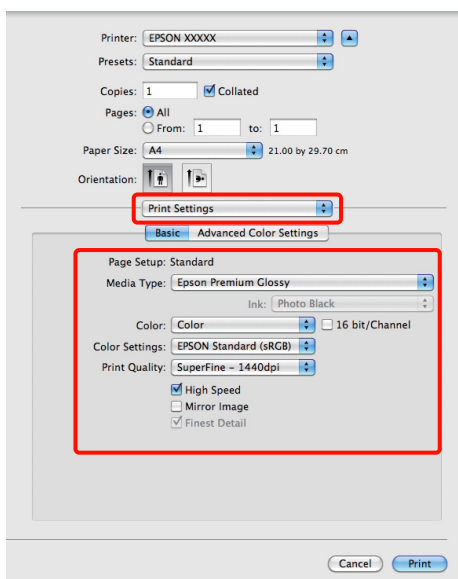 Printer: EPSON XXXXX
Presets: Standard
Copies: 1 Collated
Pages: All
From: 1 to: 1
Paper Size: A4 21.00 by 29.70 cm
Orientation:
Print Settings
Basic Advanced Color Settings
Page Setup: Standard
Media Type: Epson Premium Glossy
Ink: Photo Black
Color: Color 16 bit/Channel
Color Settings: EPSON Standard (sRGB)
Print Quality: SuperFine – 1440dpi
High Speed
Mirror Image
Finest Detail
Cancel Print